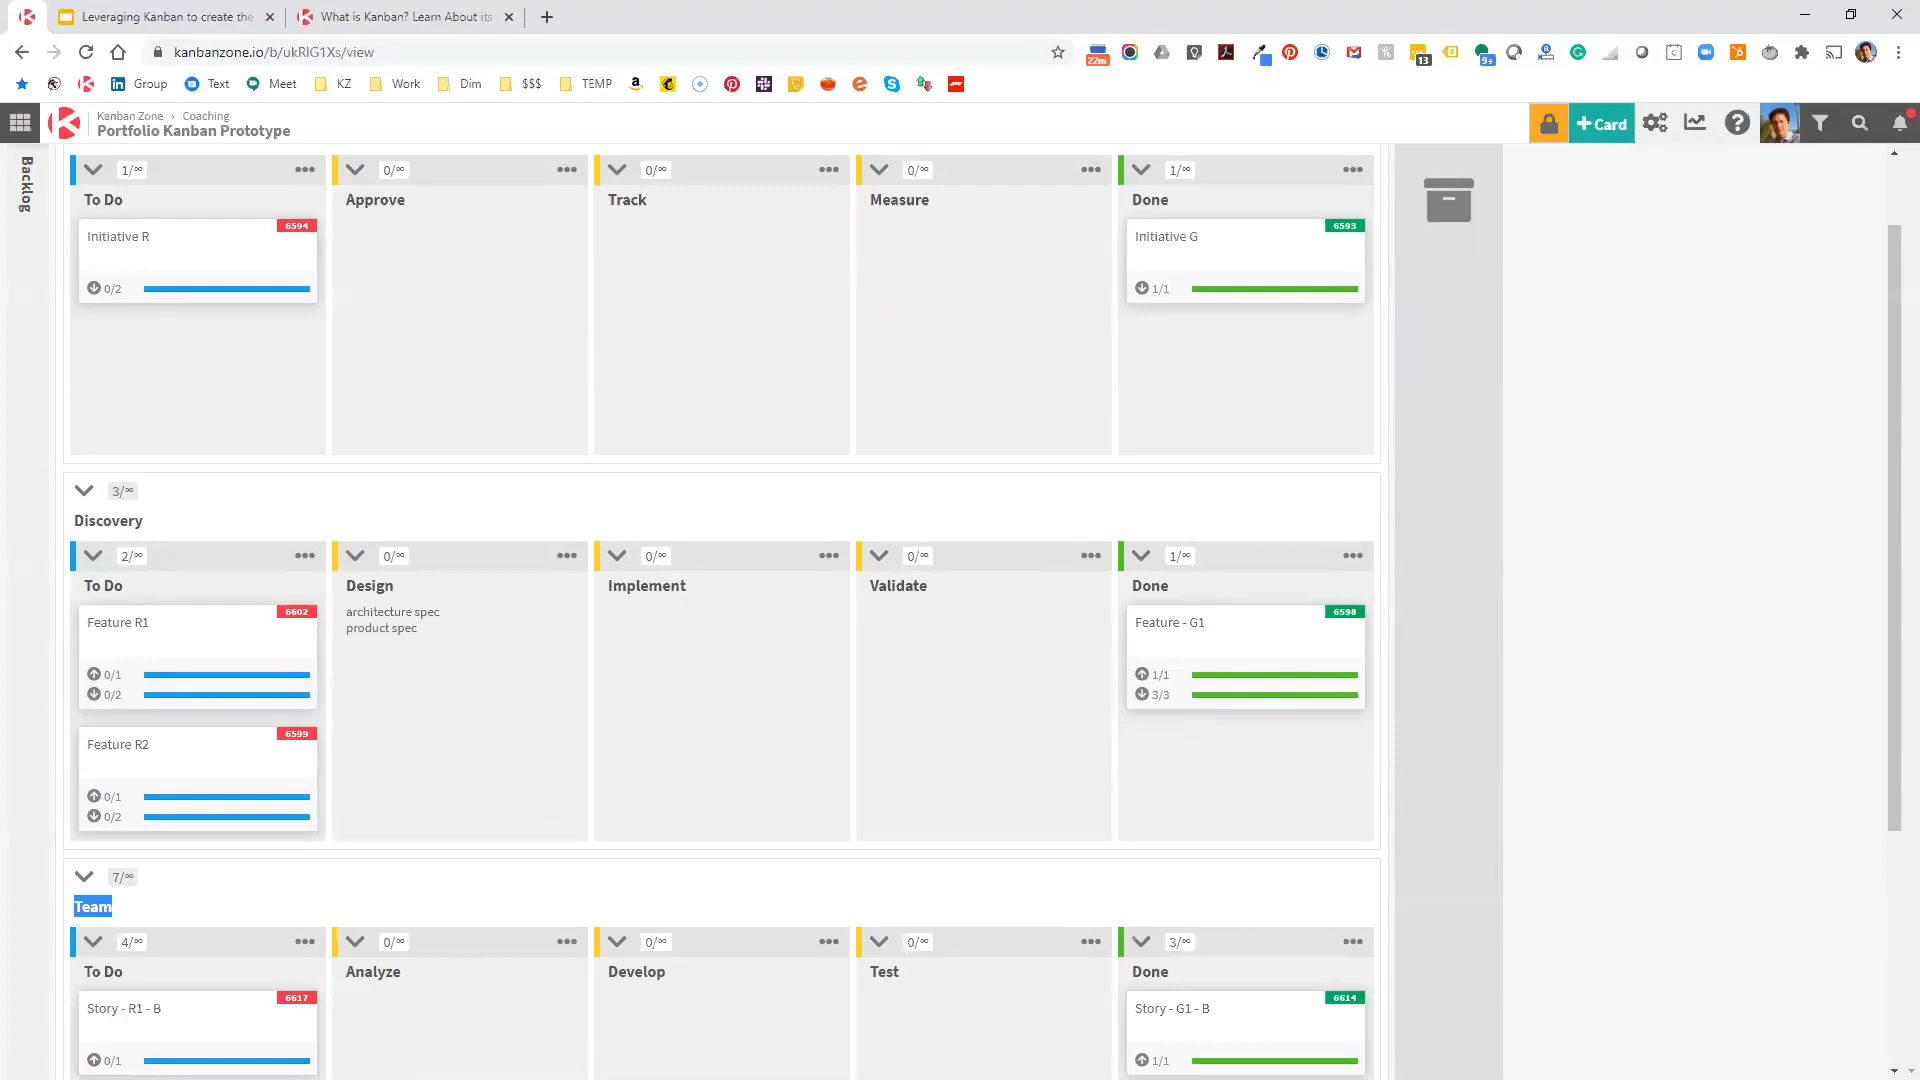 Leveraging Kanban to create the
What is Kanban? Learn About its
kanbanzone.io/b/ukRlG1Xs/view
22m
13
9+
Group
Text
Meet
KZ
Work
Dim
$$$
TEMP
Kanban Zone › Coaching
Portfolio Kanban Prototype
+Card
Backlog
1/∞
0/∞
0/∞
0/∞
1/∞
To Do
Approve
Track
Measure
Done
6594
Initiative R
0/2
6593
Initiative G
1/1
3/∞
Discovery
2/∞
0/∞
0/∞
0/∞
1/∞
To Do
Design
Implement
Validate
Done
architecture spec
product spec
6602
Feature R1
0/1
0/2
6598
Feature - G1
1/1
3/3
6599
Feature R2
0/1
0/2
7/∞
Team
4/∞
0/∞
0/∞
0/∞
3/∞
To Do
Analyze
Develop
Test
Done
6617
Story - R1 - B
0/1
6614
Story - G1 - B
1/1